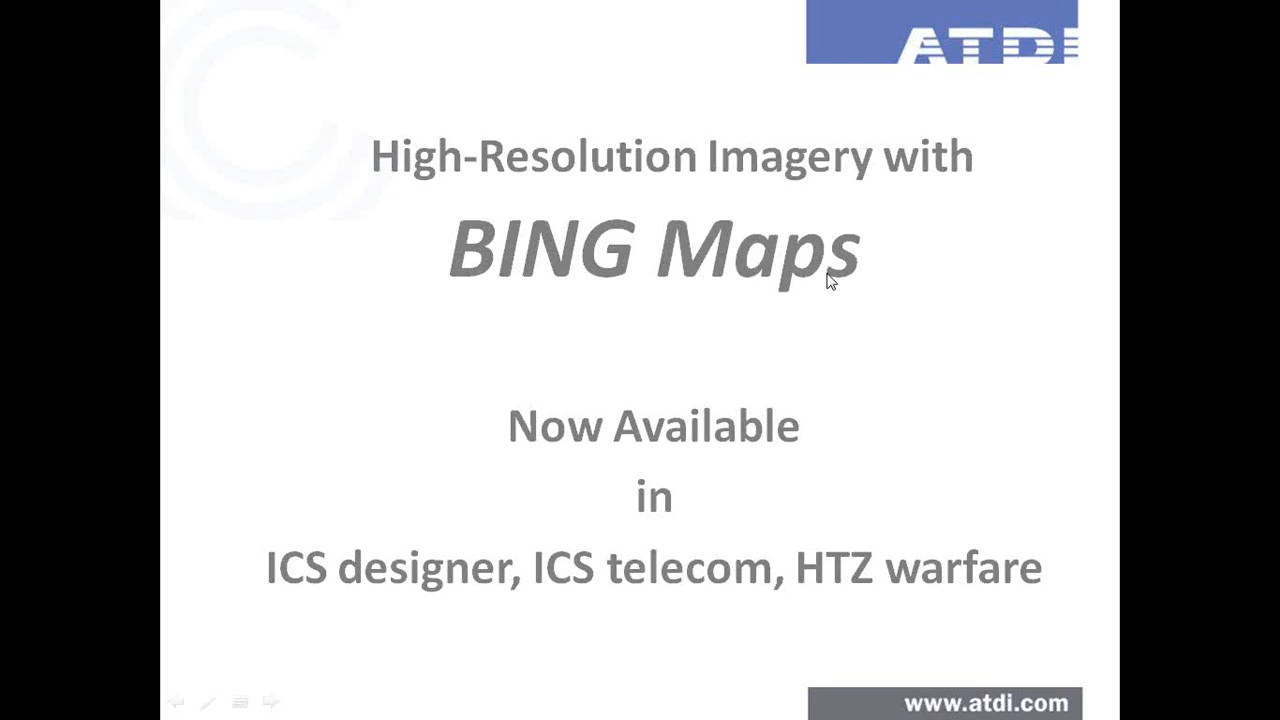 ATDI
High-Resolution Imagery with
BING Maps
Now Available
in
ICS designer, ICS telecom, HTZ warfare
www.atdi.com